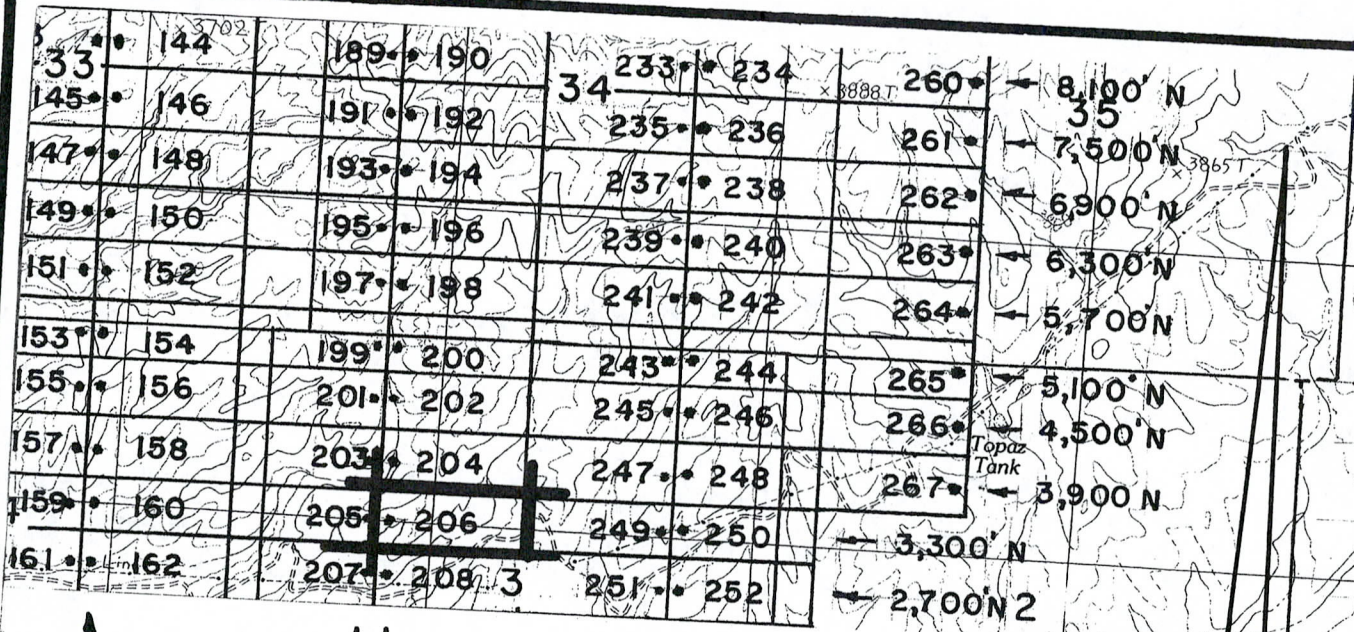 3702
144 189 190 233 234 260 8,100' N
33 34 × 3888 T 35
145 146 191 192 235 236 261 7,500'N
× 3865 T
147 148 193 194 237 238 262 6,900' N
149 150 195 196 239 240 263 6,300'N
151 152 197 198 241 242 264 5,700'N
153 154 199 200 243 244 265 5,100' N
155 156 201 202 245 246 266 4,500'N
Topaz
Tank
157 158 203 204 247 248 267 3,900 N
159 160 205 206 249 250 3,300' N
161 162 207 208 3 251 252 2,700'N 2